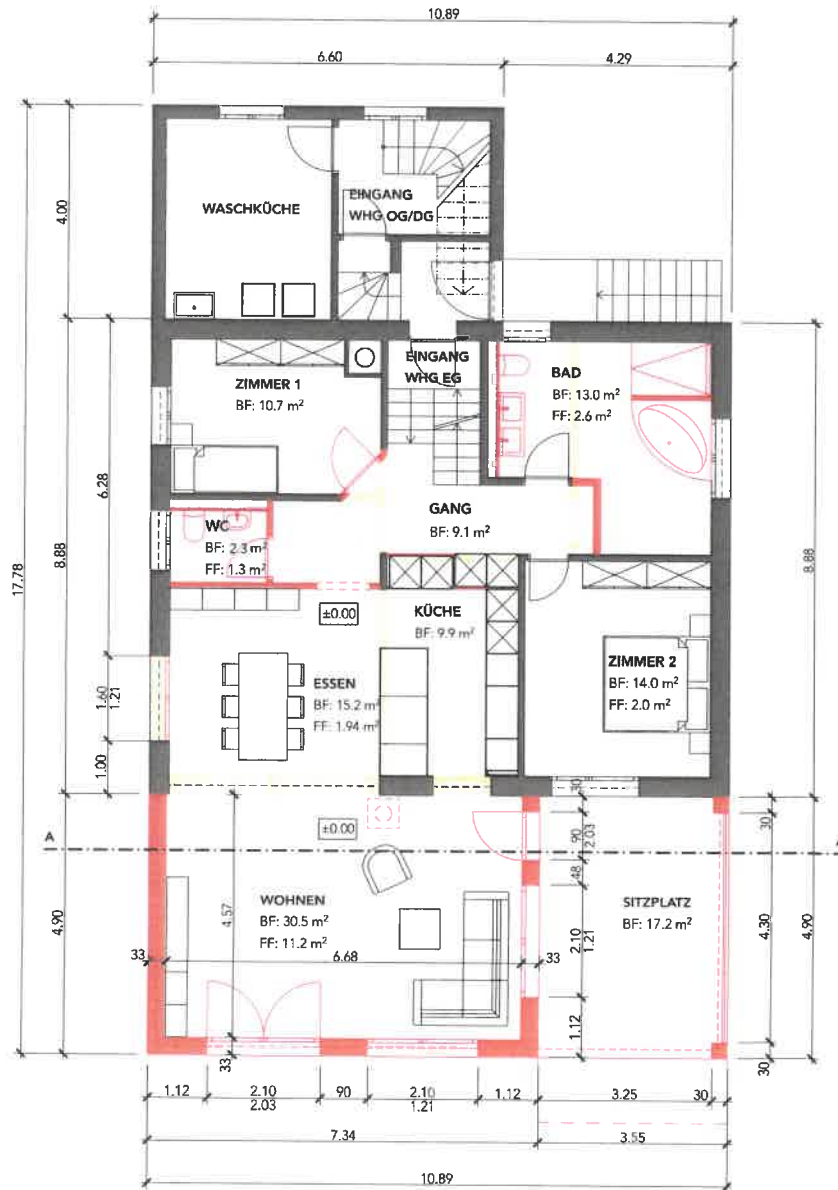 10.89
6.60
4.29
4.00
WASCHKÜCHE
EINGANG
WHG OG/DG
EINGANG
WHG EG
ZIMMER 1
BF: 10.7 m²
BAD
BF: 13.0 m²
FF: 2.6 m²
6.28
8.88
17.78
8.88
GANG
BF: 9.1 m²
WC
BF: 2.3 m²
FF: 1.3 m²
±0.00
KÜCHE
BF: 9.9 m²
ESSEN
BF: 15.2 m²
FF: 1.94 m²
ZIMMER 2
BF: 14.0 m²
FF: 2.0 m²
1.60
1.21
1.00
30
30
±0.00
90
2.03
A
48
WOHNEN
BF: 30.5 m²
FF: 11.2 m²
SITZPLATZ
BF: 17.2 m²
4.57
4.90
2.10
1.21
4.30
4.90
33
6.68
33
1.12
33
30
1.12
2.10
2.03
90
2.10
1.21
1.12
3.25
30
7.34
3.55
10.89